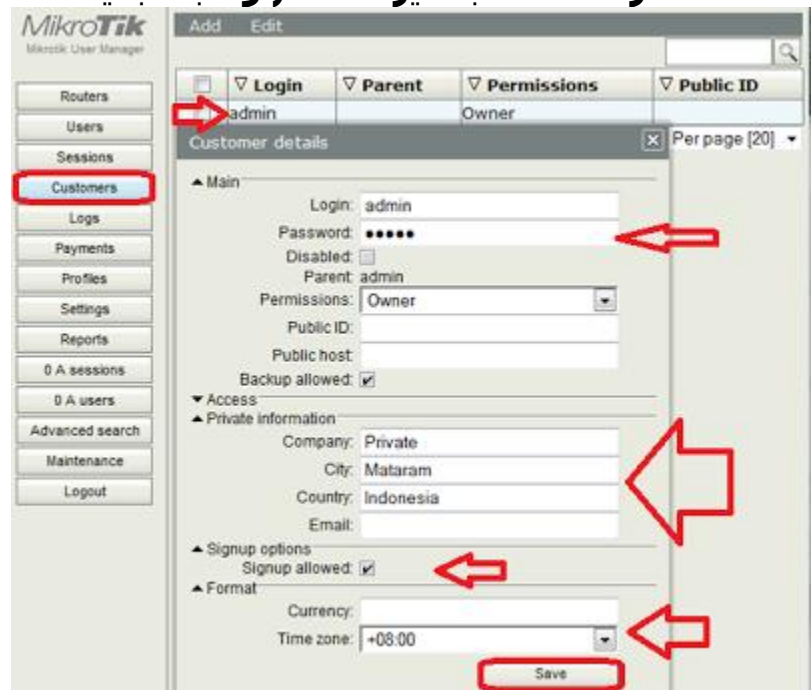 MikroTik
Mikrotik User Manager
Add Edit
Routers
Users
Sessions
Customers
Logs
Payments
Profiles
Settings
Reports
0 A sessions
0 A users
Advanced search
Maintenance
Logout
▽ Login ▽ Parent ▽ Permissions ▽ Public ID
admin Owner
Per page [20]
Customer details
Main
Login: admin
Password: •••••
Disabled:
Parent: admin
Permissions: Owner
Public ID:
Public host:
Backup allowed:
Access
Private information
Company: Private
City: Mataram
Country: Indonesia
Email:
Signup options
Signup allowed:
Format
Currency:
Time zone: +08:00
Save